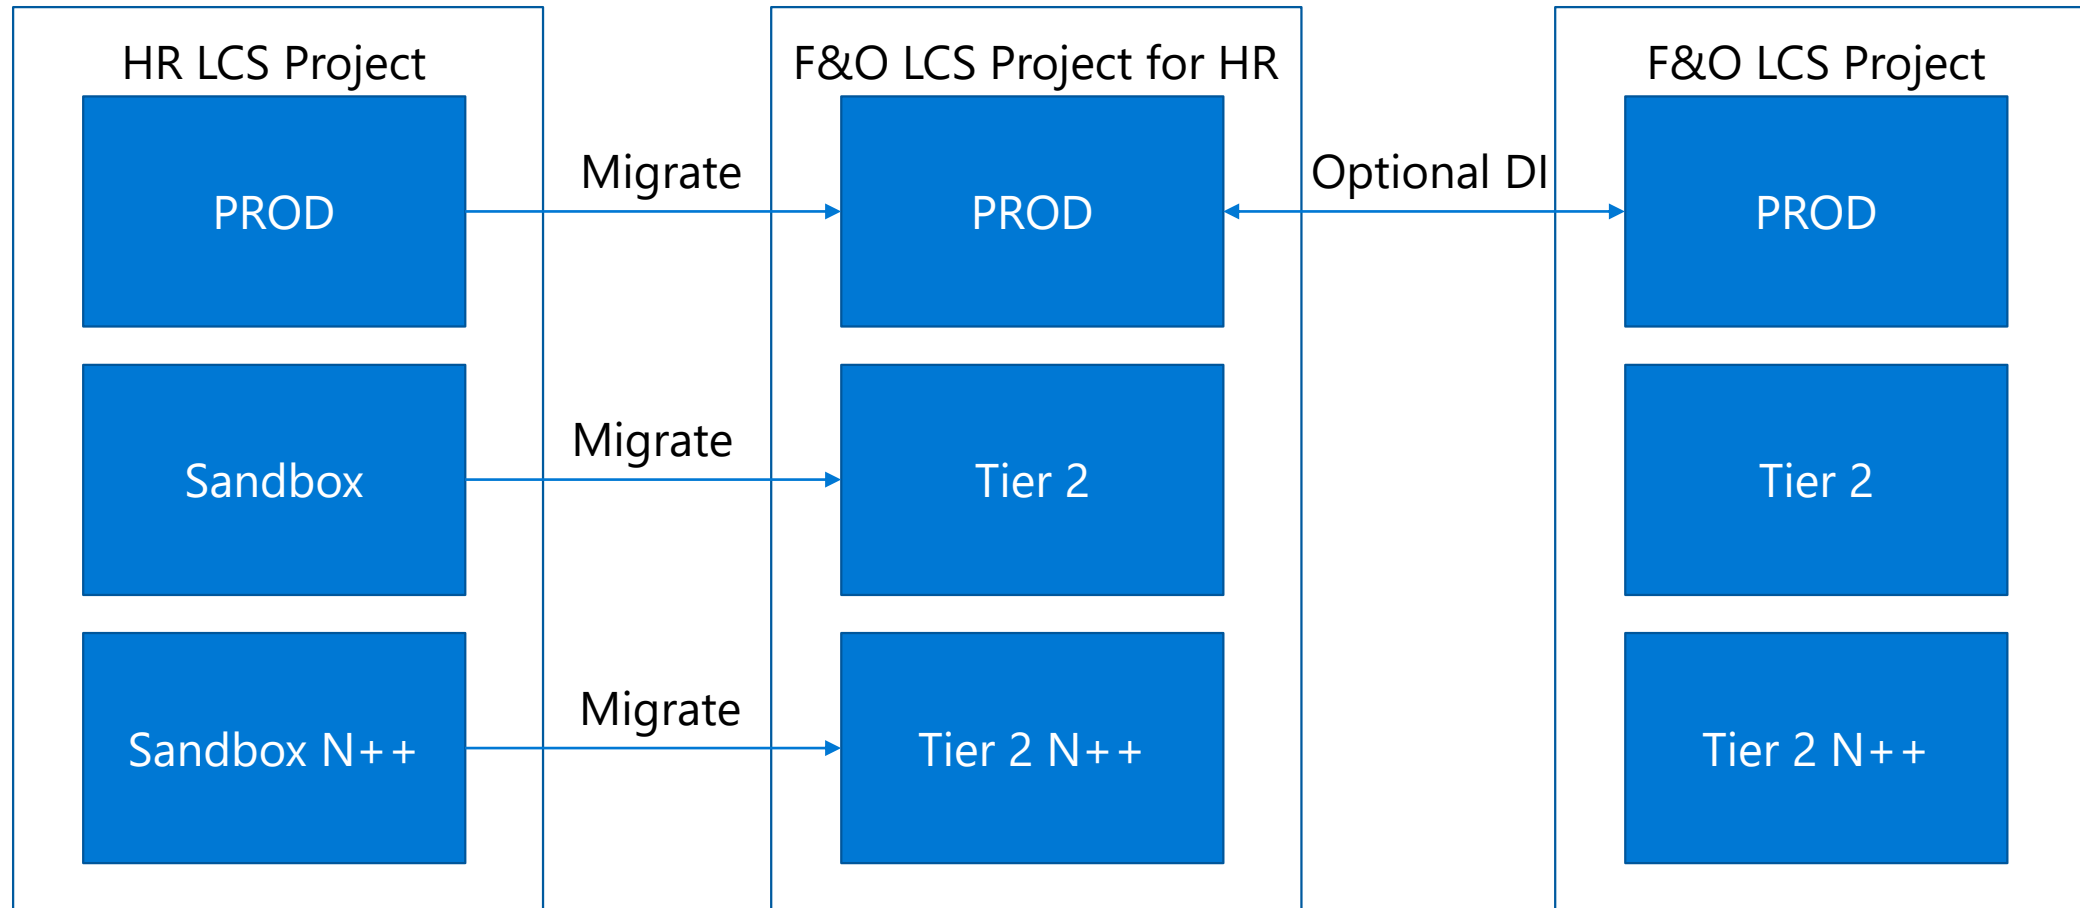 HR LCS Project
F&O LCS Project for HR
F&O LCS Project
PROD
Migrate
PROD
Optional DI
PROD
Sandbox
Migrate
Tier 2
Tier 2
Sandbox N++
Migrate
Tier 2 N++
Tier 2 N++